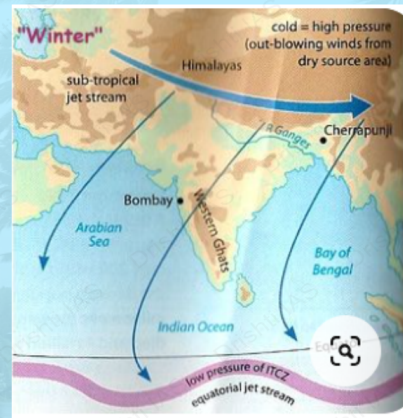 "Winter"
cold = high pressure
(out-blowing winds from
dry source area)
Himalayas
sub-tropical
jet stream
R Ganges
Cherrapunji
Bombay
Western Ghats
Arabian
Sea
Bay of
Bengal
Indian Ocean
low pressure of ITCZ
equatorial jet stream